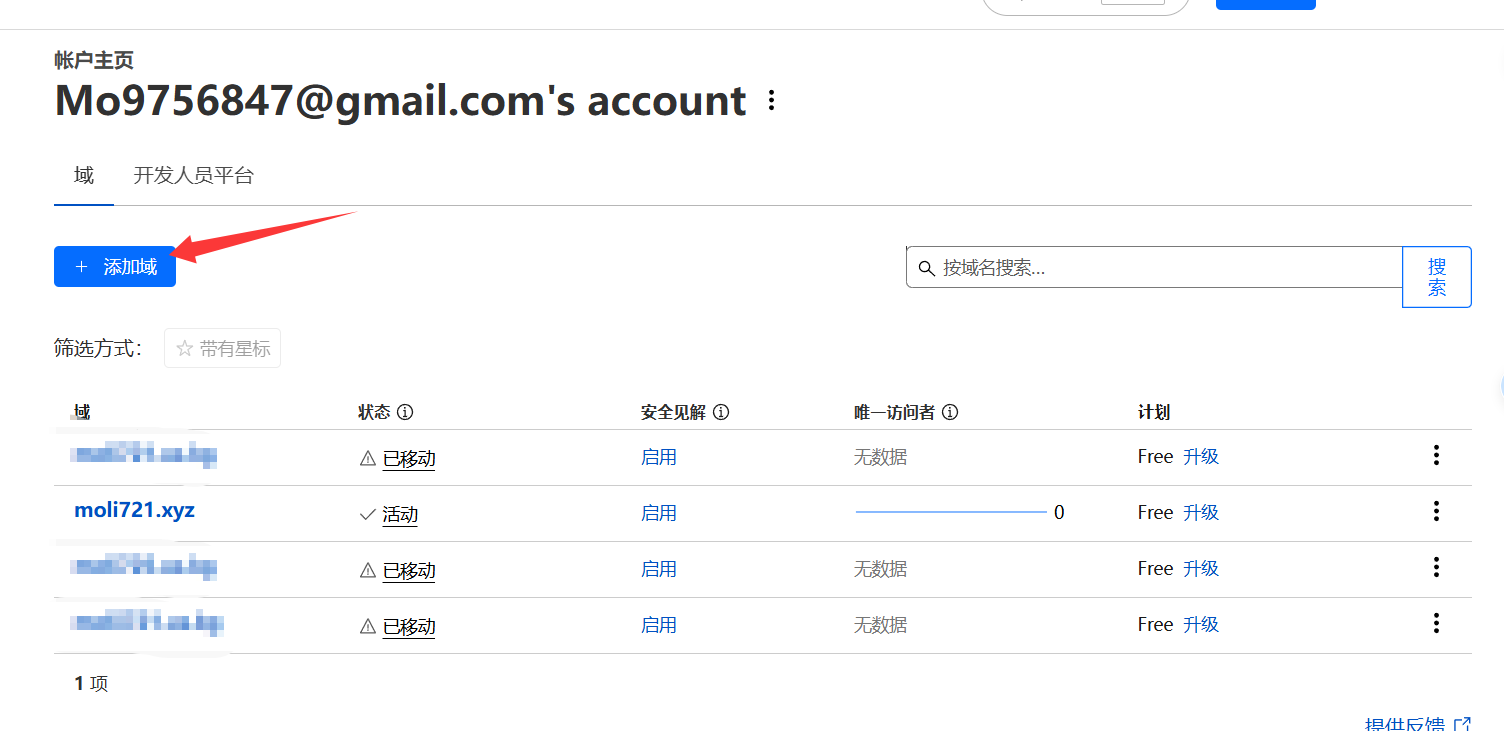 帐户主页
Mo9756847@gmail.com's account
域 开发人员平台
+ 添加域
按域名搜索... 搜索
筛选方式： 带有星标
域 状态 安全见解 唯一访问者 计划
已移动 启用 无数据 Free 升级
moli721.xyz 活动 启用 0 Free 升级
已移动 启用 无数据 Free 升级
已移动 启用 无数据 Free 升级
1 项
提供反馈